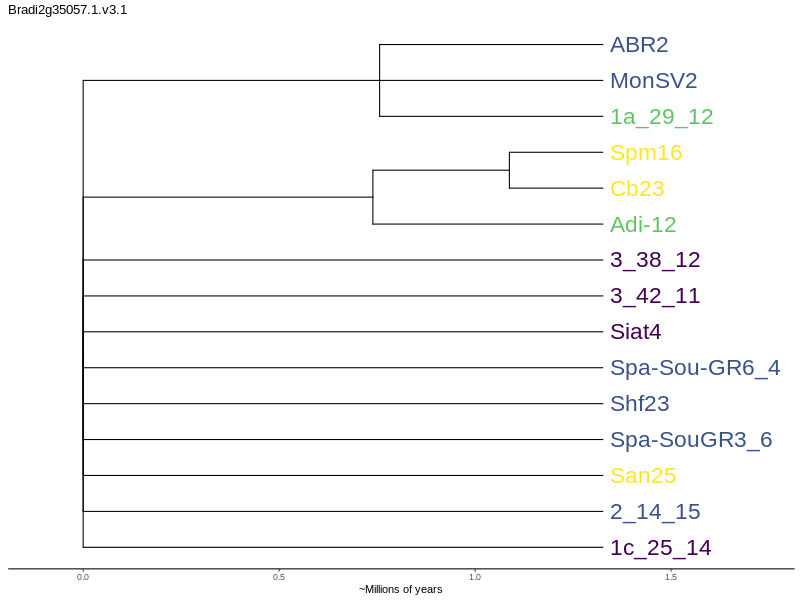 Bradi2g35057.1.v3.1
ABR2
MonSV2
1a_29_12
Spm16
Cb23
Adi-12
3_38_12
3_42_11
Siat4
Spa-Sou-GR6_4
Shf23
Spa-SouGR3_6
San25
2_14_15
1c_25_14
0.0 0.5 1.0 1.5
~Millions of years